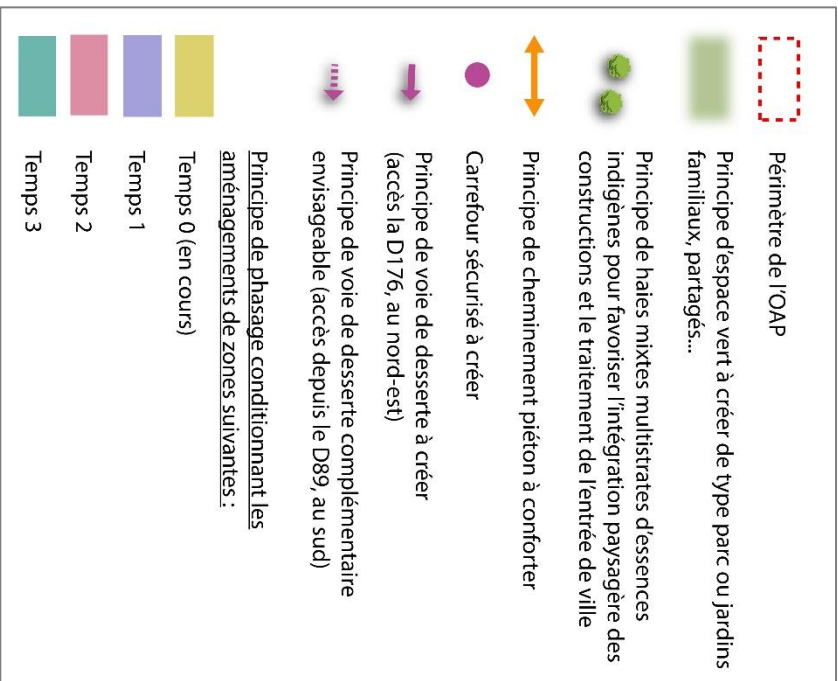 Périmètre de l'OAP
Principe d'espace vert à créer de type parc ou jardins
familiaux, partagés...
Principe de haies mixtes multistrates d'essences
indigènes pour favoriser l'intégration paysagère des
constructions et le traitement de l'entrée de ville
Principe de cheminement piéton à conforter
Carrefour sécurisé à créer
Principe de voie de desserte à créer
(accès la D176, au nord-est)
Principe de voie de desserte complémentaire
envisageable (accès depuis le D89, au sud)
Principe de phasage conditionnant les
aménagements de zones suivantes :
Temps 0 (en cours)
Temps 1
Temps 2
Temps 3